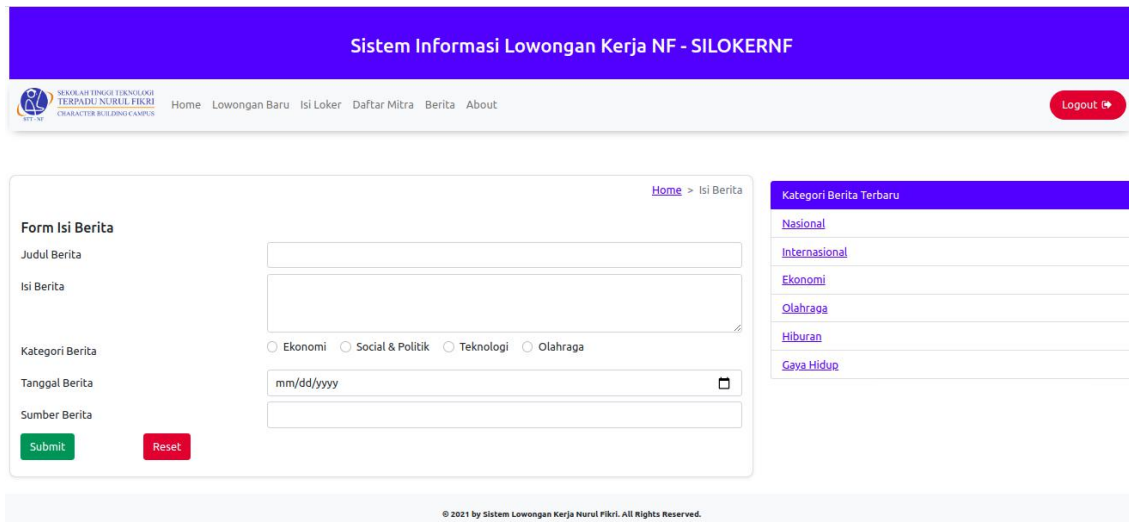 Sistem Informasi Lowongan Kerja NF - SILOKERNF
SEKOLAH TINGGI TEKNOLOGI
TERPADU NURUL FIKRI
CHARACTER BUILDING CAMPUS
STT - NF
Home Lowongan Baru Isi Loker Daftar Mitra Berita About
Logout
Home > Isi Berita
Form Isi Berita
Judul Berita
Isi Berita
Kategori Berita
Ekonomi Social & Politik Teknologi Olahraga
Tanggal Berita
mm/dd/yyyy
Sumber Berita
Submit Reset
Kategori Berita Terbaru
Nasional
Internasional
Ekonomi
Olahraga
Hiburan
Gaya Hidup
© 2021 by Sistem Lowongan Kerja Nurul Fikri. All Rights Reserved.